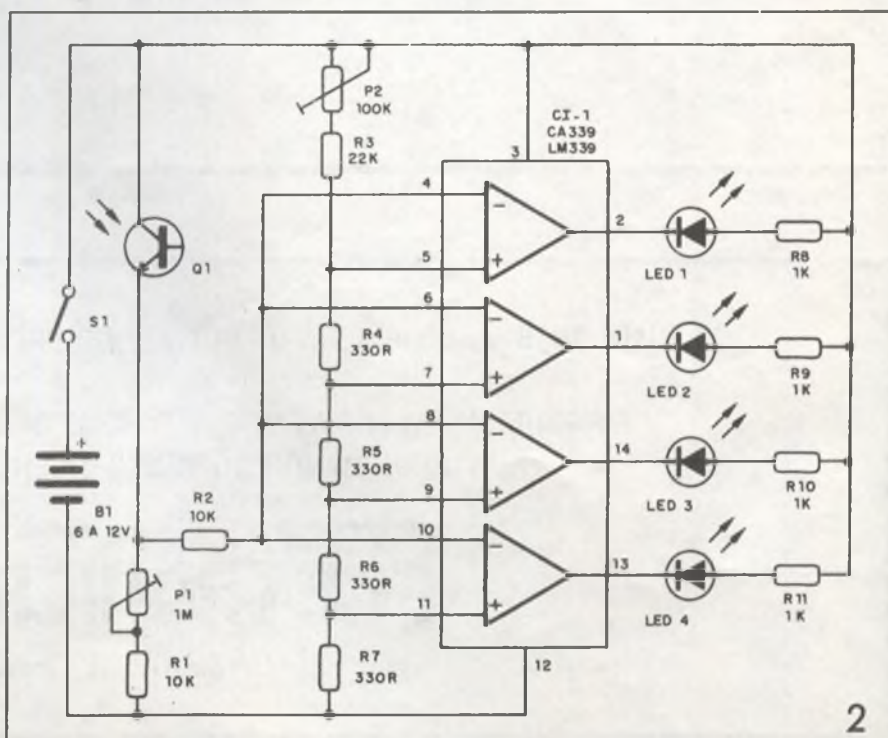 P2
100K
CI-1
CA339
LM339
3
R3
22K
4
2
Q1
5
LED 1
R8
1K
S1
6
1
R4
330R
7
LED 2
R9
1K
8
14
+
R5
330R
9
LED 3
R10
1K
R2
10K
B1
6 A 12V
10
13
P1
1M
R6
330R
11
LED 4
R11
1K
R1
10K
R7
330R
12
2